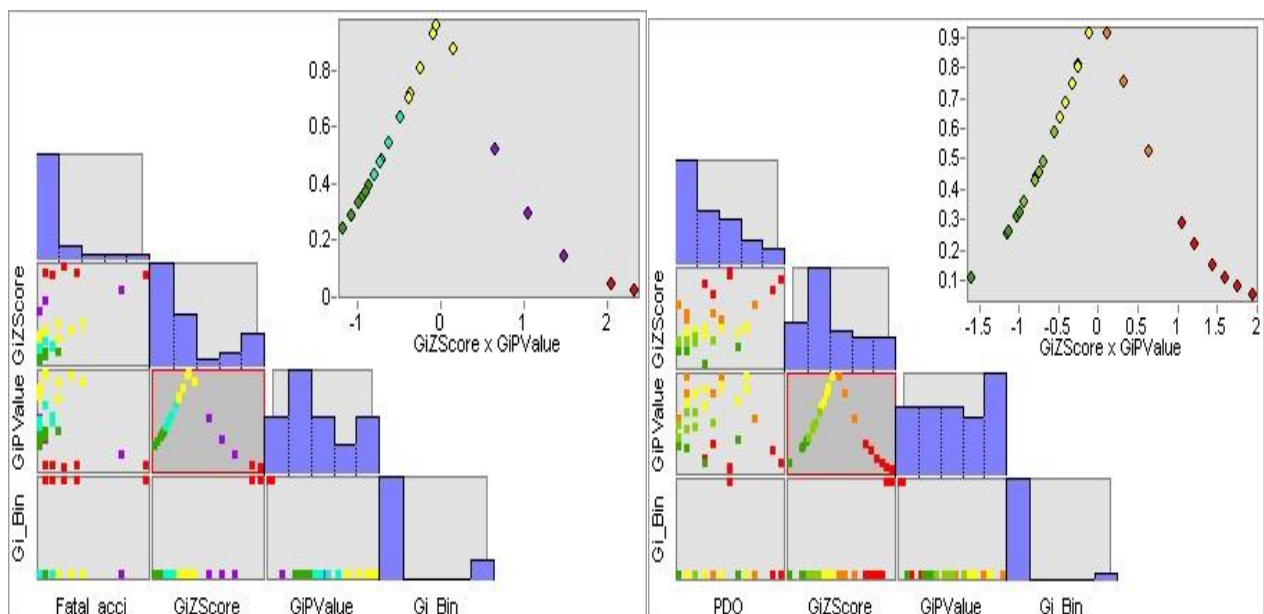 0.8
0.6
0.4
0.2
0
-1 0 1 2
GiZScore x GiPValue
GiZScore
GiPValue
Gi_Bin
Fatal_acci GiZScore GiPValue Gi_Bin
0.9
0.8
0.7
0.6
0.5
0.4
0.3
0.2
0.1
-1.5 -1 -0.5 0 0.5 1 1.5 2
GiZScore x GiPValue
GiZScore
GiPValue
Gi_Bin
PDO GiZScore GiPValue Gi_Bin